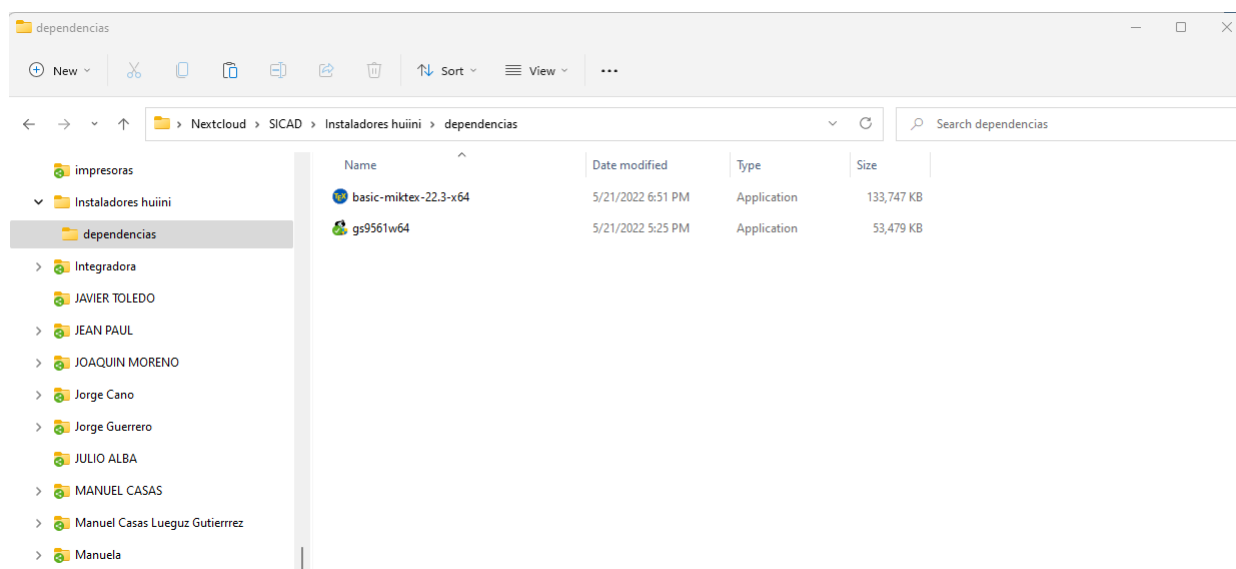 dependencias
New Sort View
Nextcloud > SICAD > Instaladores huiini > dependencias Search dependencias
impresoras
Instaladores huiini
dependencias
Integradora
JAVIER TOLEDO
JEAN PAUL
JOAQUIN MORENO
Jorge Cano
Jorge Guerrero
JULIO ALBA
MANUEL CASAS
Manuel Casas Lueguz Gutierrrez
Manuela
Name Date modified Type Size
basic-miktex-22.3-x64 5/21/2022 6:51 PM Application 133,747 KB
gs9561w64 5/21/2022 5:25 PM Application 53,479 KB